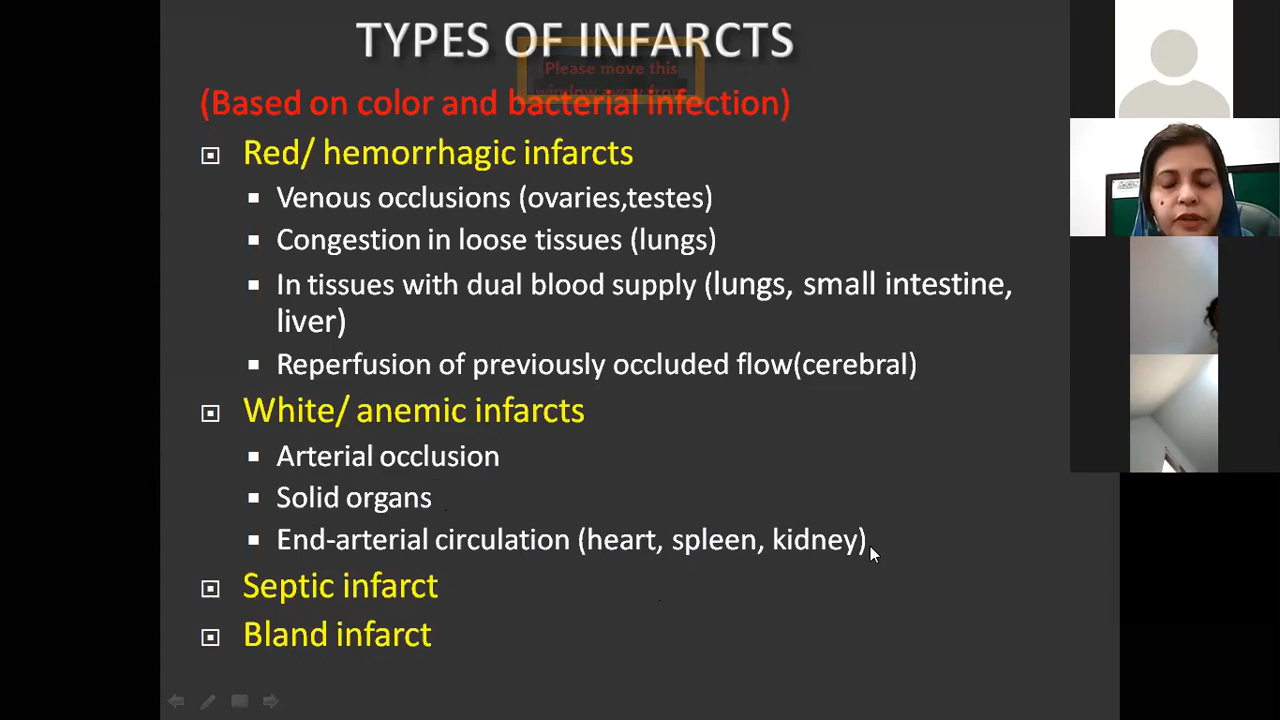 TYPES OF INFARCTS
Please move this
window away from
(Based on color and bacterial infection)
Red/ hemorrhagic infarcts
Venous occlusions (ovaries,testes)
Congestion in loose tissues (lungs)
In tissues with dual blood supply (lungs, small intestine,
liver)
Reperfusion of previously occluded flow(cerebral)
White/ anemic infarcts
Arterial occlusion
Solid organs
End-arterial circulation (heart, spleen, kidney)
Septic infarct
Bland infarct